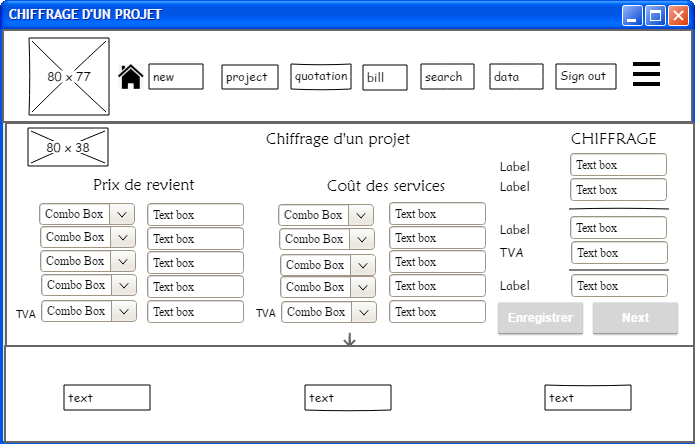 CHIFFRAGE D'UN PROJET
80 x 77
new
project
quotation
bill
search
data
Sign out
80 x 38
Chiffrage d'un projet
CHIFFRAGE
Label
Text box
Label
Text box
Prix de revient
Coût des services
Combo Box
Text box
Combo Box
Text box
Label
Text box
Combo Box
Text box
Combo Box
Text box
TVA
Text box
Combo Box
Text box
Combo Box
Text box
Label
Text box
Combo Box
Text box
Combo Box
Text box
TVA
Combo Box
Text box
TVA
Combo Box
Text box
Enregistrer
Next
text
text
text